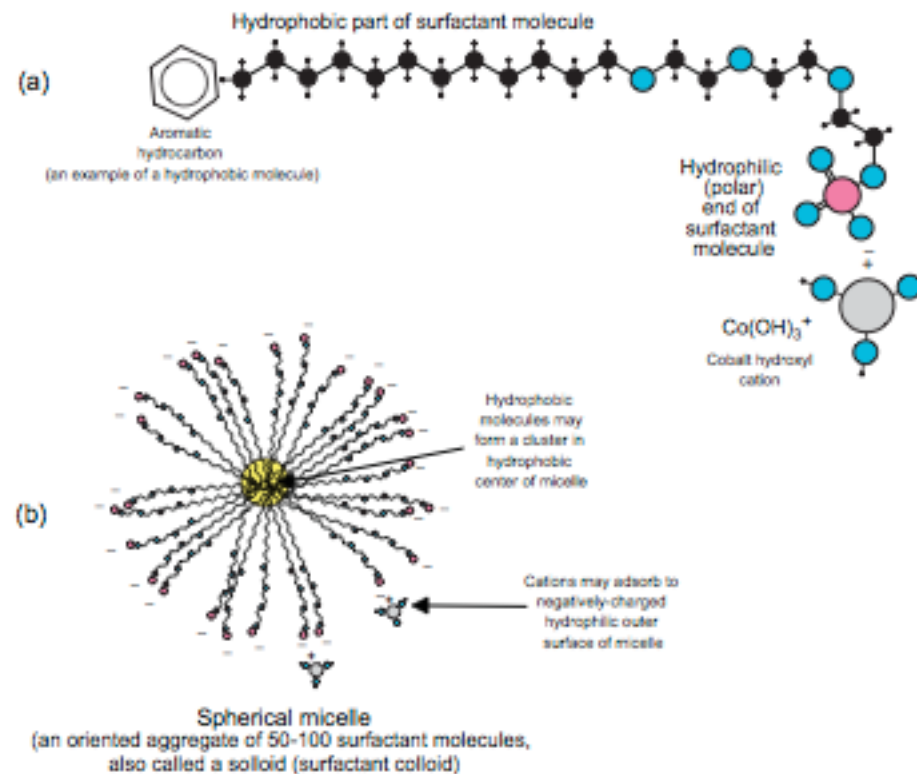 Hydrophobic part of surfactant molecule
(a)
Aromatic
hydrocarbon
(an example of a hydrophobic molecule)
Hydrophilic
(polar)
end of
surfactant
molecule
−
+
Co(OH)₃⁺
Cobalt hydroxyl
cation
Hydrophobic
molecules may
form a cluster in
hydrophobic
center of micelle
(b)
Cations may adsorb to
negatively-charged
hydrophilic outer
surface of micelle
+
Spherical micelle
(an oriented aggregate of 50-100 surfactant molecules,
also called a solloid (surfactant colloid)